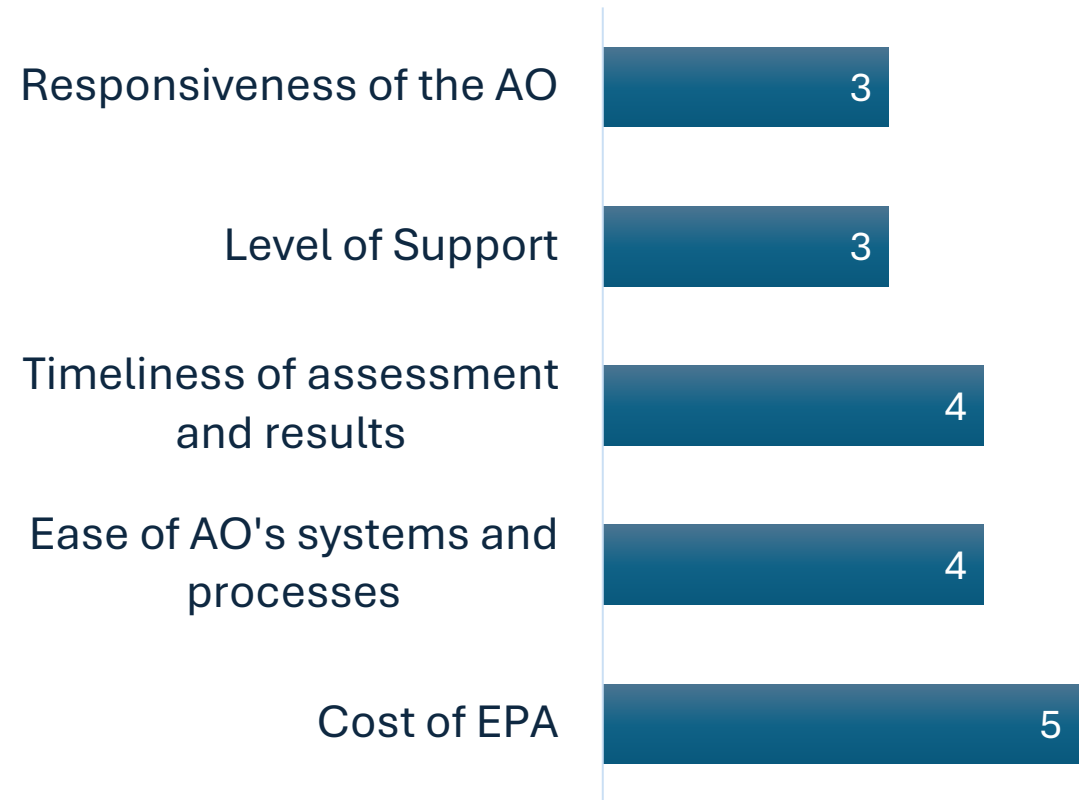 Responsiveness of the AO
3
Level of Support
3
Timeliness of assessment
and results
4
Ease of AO's systems and
processes
4
Cost of EPA
5